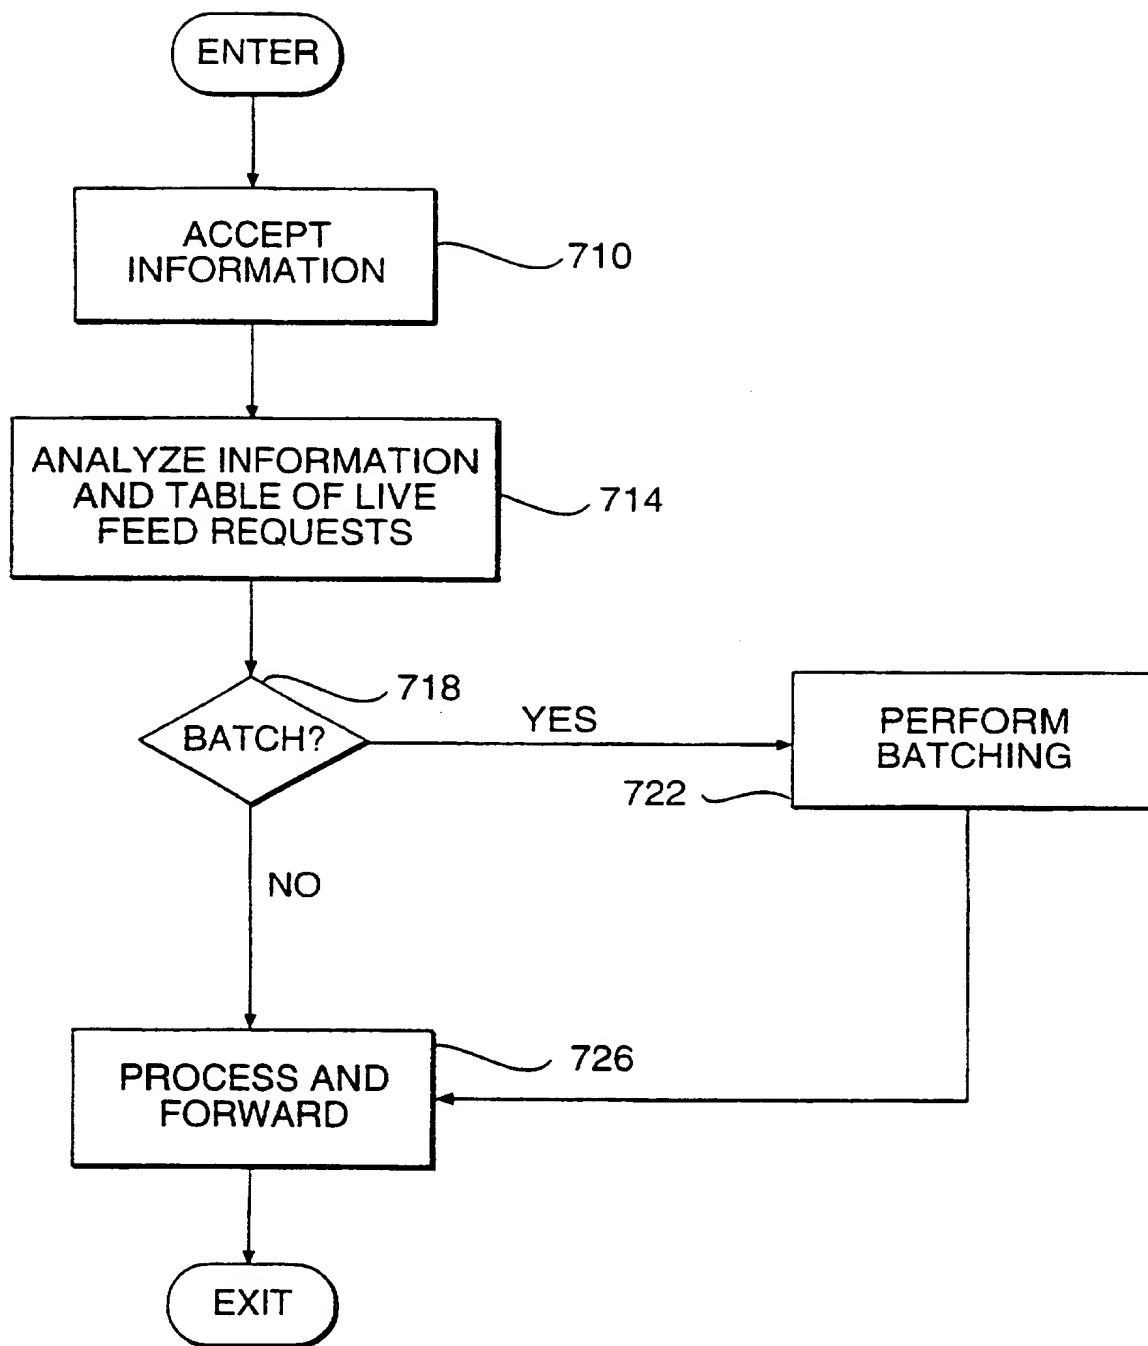 ENTER
ACCEPT
INFORMATION
710
ANALYZE INFORMATION
AND TABLE OF LIVE
FEED REQUESTS
714
718
BATCH?
YES
PERFORM
BATCHING
722
NO
PROCESS AND
FORWARD
726
EXIT